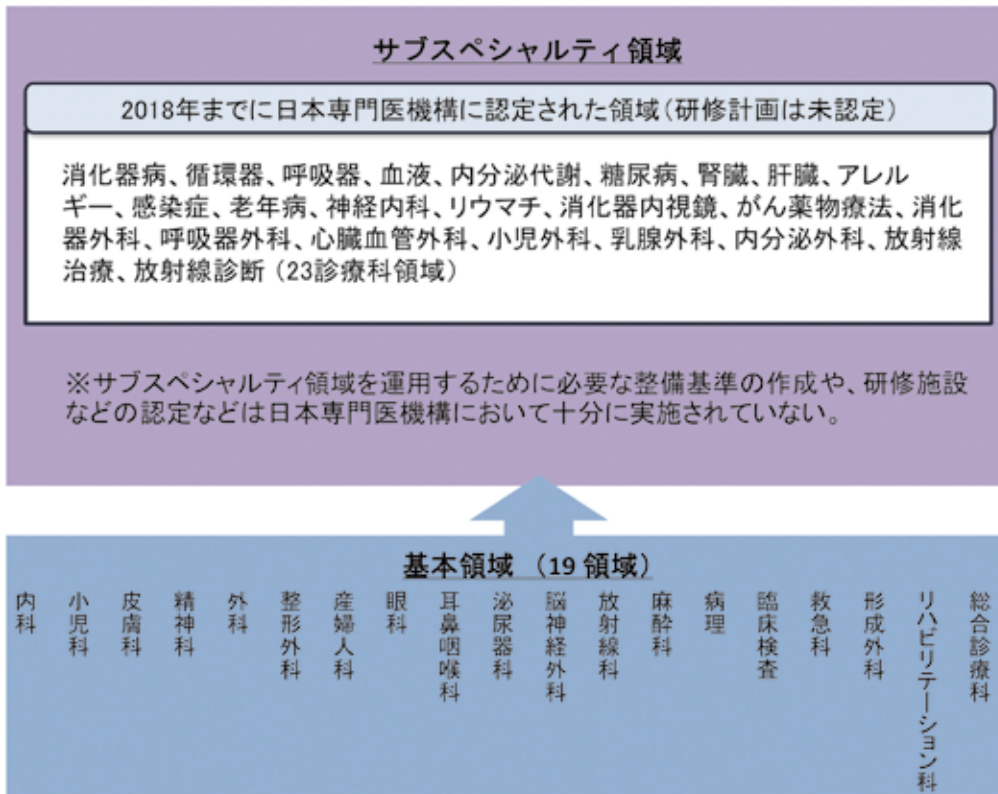 サブスペシャルティ領域
2018年までに日本専門医機構に認定された領域(研修計画は未認定)
消化器病、循環器、呼吸器、血液、内分泌代謝、糖尿病、腎臓、肝臓、アレル
ギー、感染症、老年病、神経内科、リウマチ、消化器内視鏡、がん薬物療法、消化
器外科、呼吸器外科、心臓血管外科、小児外科、乳腺外科、内分泌外科、放射線
治療、放射線診断 (23診療科領域)
※サブスペシャルティ領域を運用するために必要な整備基準の作成や、研修施設
などの認定などは日本専門医機構において十分に実施されていない。
基本領域 (19 領域)
内科
小児科
皮膚科
精神科
外科
整形外科
産婦人科
眼科
耳鼻咽喉科
泌尿器科
脳神経外科
放射線科
麻酔科
病理
臨床検査
救急科
形成外科
リハビリテーション科
総合診療科